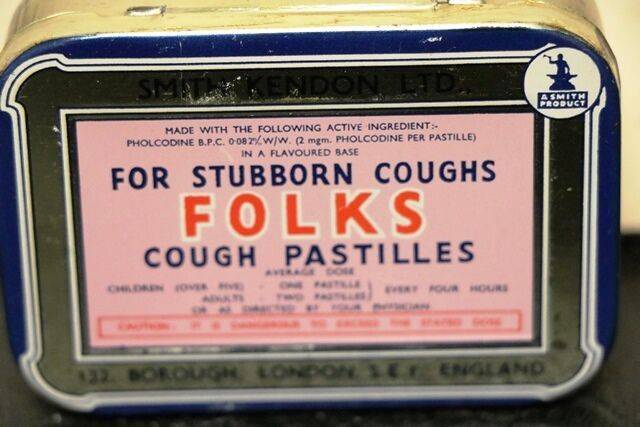 SMITH KENDON LTD.,
A SMITH
PRODUCT
MADE WITH THE FOLLOWING ACTIVE INGREDIENT:-
PHOLCODINE B.P.C. 0·082% W/W. (2 mgm. PHOLCODINE PER PASTILLE)
IN A FLAVOURED BASE
FOR STUBBORN COUGHS
FOLKS
COUGH PASTILLES
AVERAGE DOSE
CHILDREN (OVER FIVE) - ONE PASTILLE } EVERY FOUR HOURS
ADULTS - TWO PASTILLES
OR AS DIRECTED BY YOUR PHYSICIAN
CAUTION: IT IS DANGEROUS TO EXCEED THE STATED DOSE
132, BOROUGH, LONDON, S.E.1. ENGLAND